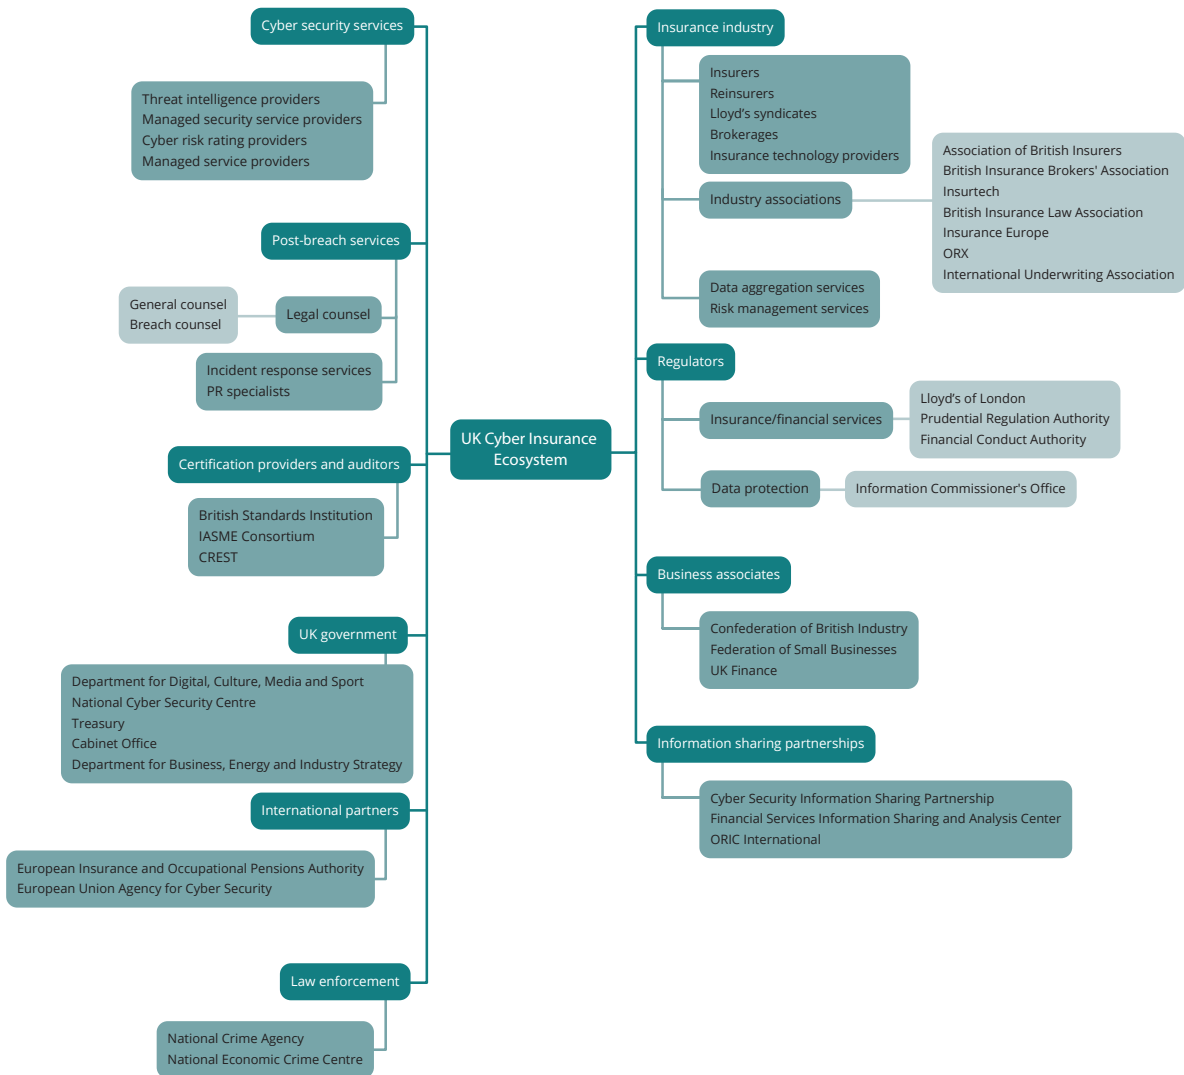 Cyber security services
Threat intelligence providers
Managed security service providers
Cyber risk rating providers
Managed service providers
Post-breach services
General counsel
Breach counsel
Legal counsel
Incident response services
PR specialists
Certification providers and auditors
British Standards Institution
IASME Consortium
CREST
UK government
Department for Digital, Culture, Media and Sport
National Cyber Security Centre
Treasury
Cabinet Office
Department for Business, Energy and Industry Strategy
International partners
European Insurance and Occupational Pensions Authority
European Union Agency for Cyber Security
Law enforcement
National Crime Agency
National Economic Crime Centre
UK Cyber Insurance
Ecosystem
Insurance industry
Insurers
Reinsurers
Lloyd's syndicates
Brokerages
Insurance technology providers
Industry associations
Association of British Insurers
British Insurance Brokers' Association
Insurtech
British Insurance Law Association
Insurance Europe
ORX
International Underwriting Association
Data aggregation services
Risk management services
Regulators
Insurance/financial services
Lloyd's of London
Prudential Regulation Authority
Financial Conduct Authority
Data protection
Information Commissioner's Office
Business associates
Confederation of British Industry
Federation of Small Businesses
UK Finance
Information sharing partnerships
Cyber Security Information Sharing Partnership
Financial Services Information Sharing and Analysis Center
ORIC International